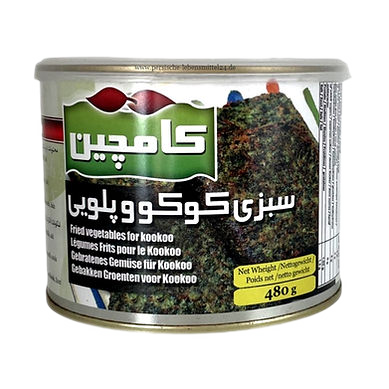 www.persische-lebensmittel24.de
کامچین
سبزی کوکو و پلویی
Fried vegetables for kookoo
Légumes Frits pour le Kookoo
Gebratenes Gemüse für Kookoo
Gebakken Groenten voor Kookoo
Net Wheight /Nettogewicht/
Poids net /netto gewicht
480 g